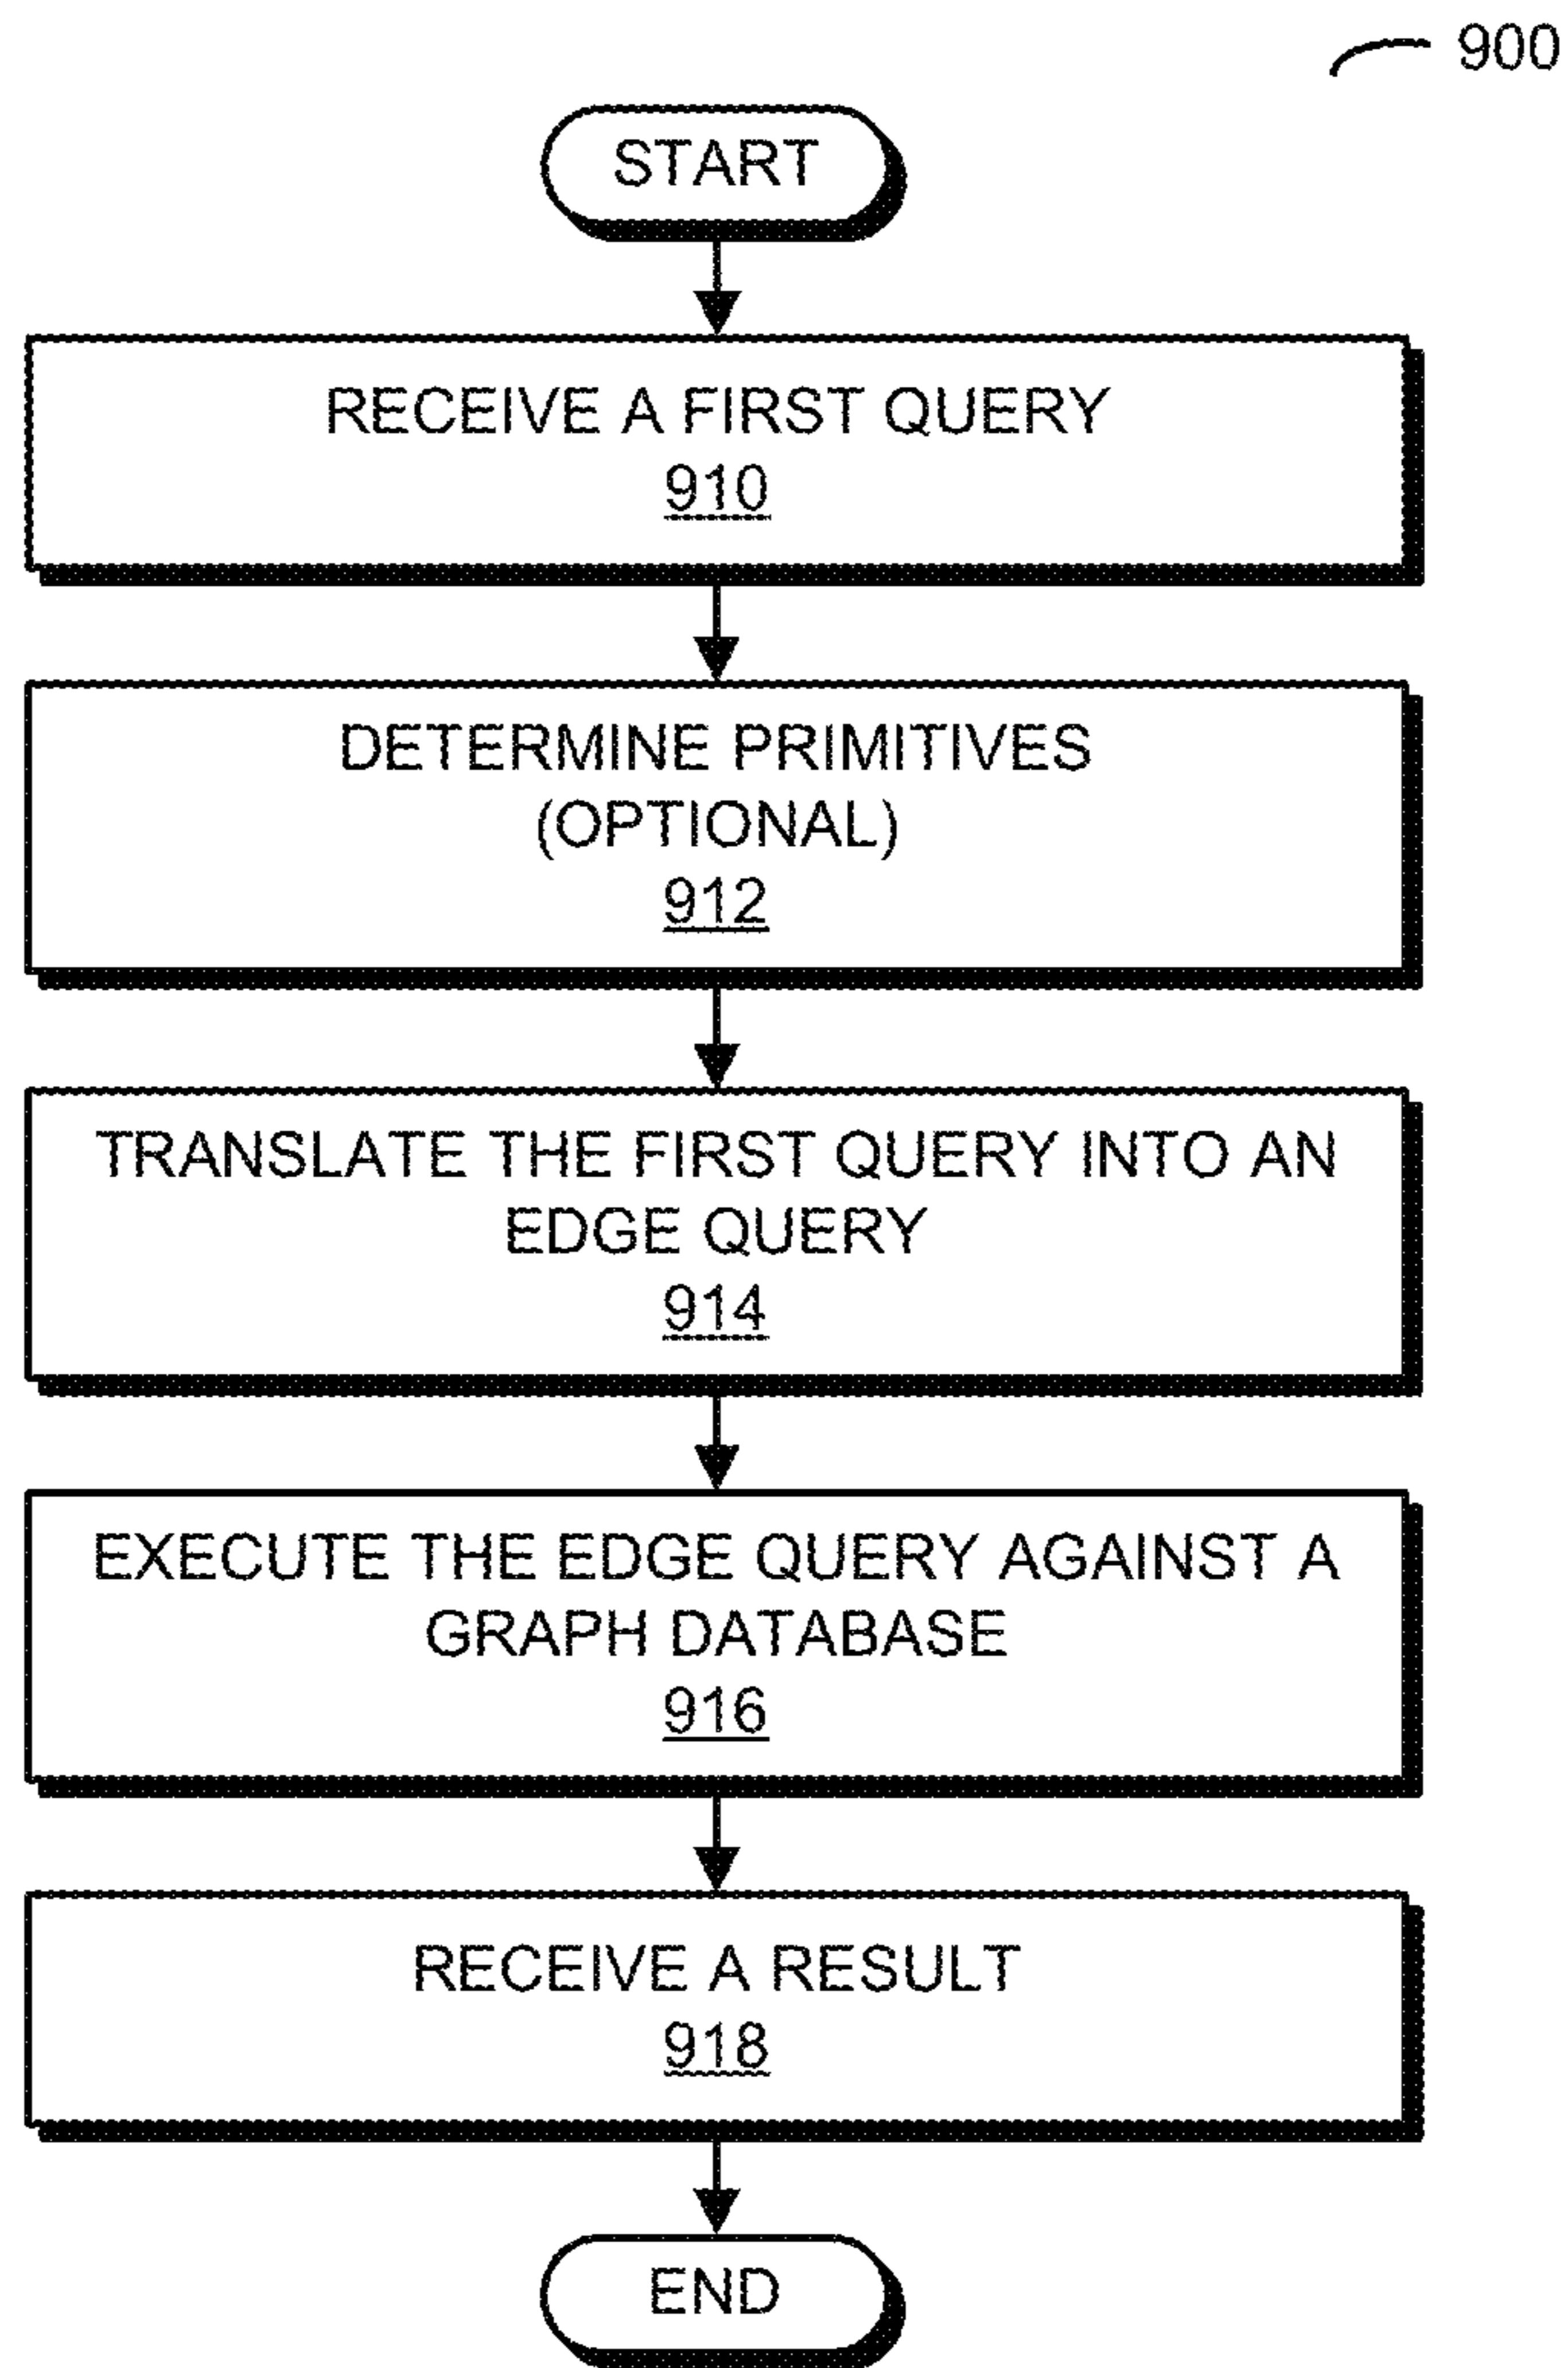 900
START
RECEIVE A FIRST QUERY
910
DETERMINE PRIMITIVES
(OPTIONAL)
912
TRANSLATE THE FIRST QUERY INTO AN
EDGE QUERY
914
EXECUTE THE EDGE QUERY AGAINST A
GRAPH DATABASE
916
RECEIVE A RESULT
918
END